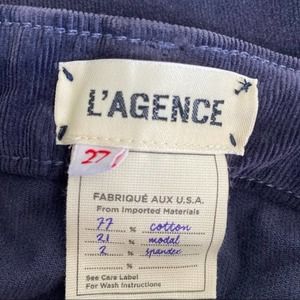 L'AGENCE
27
FABRIQUÉ AUX U.S.A.
From Imported Materials
77 % cotton
21 % modal
2 % spandex
See Care Label
For Wash Instructions